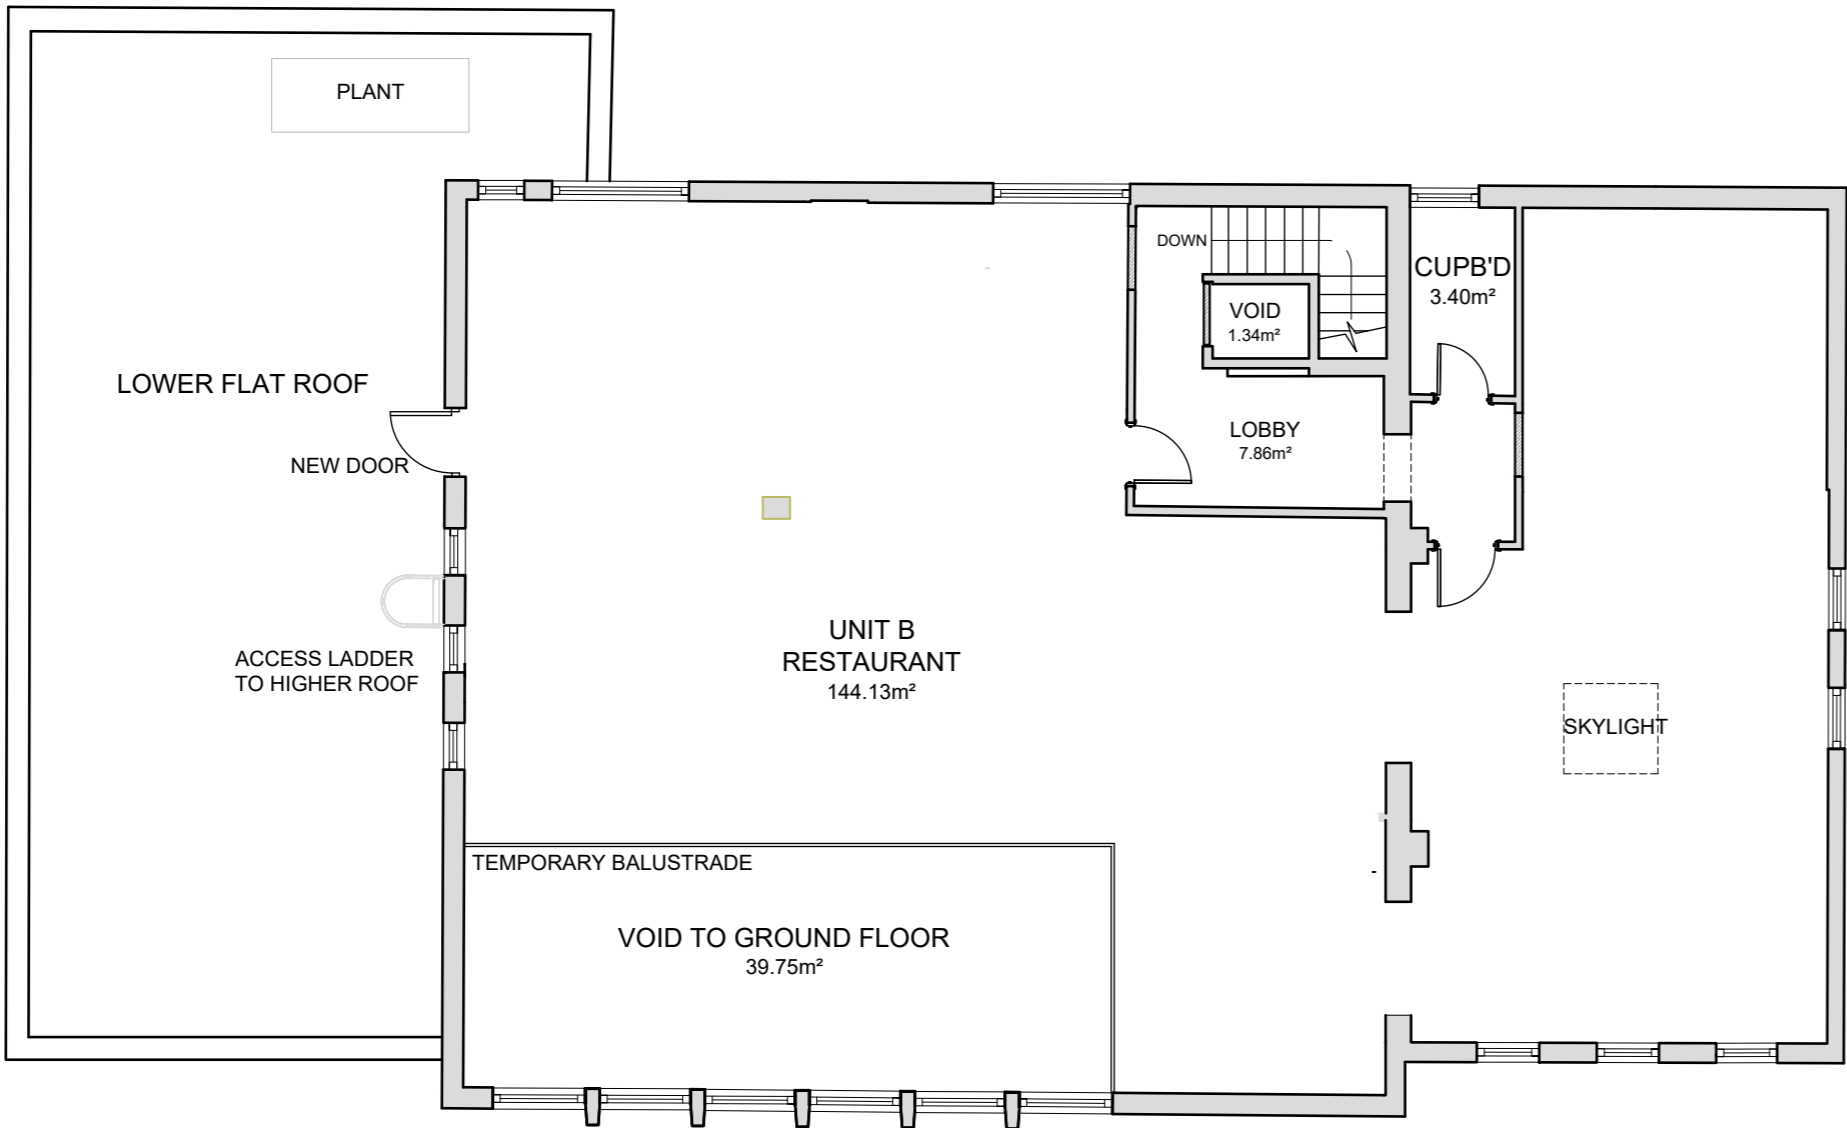 PLANT
DOWN
CUPB'D
3.40m²
VOID
1.34m²
LOWER FLAT ROOF
LOBBY
7.86m²
NEW DOOR
UNIT B
RESTAURANT
144.13m²
ACCESS LADDER
TO HIGHER ROOF
SKYLIGHT
TEMPORARY BALUSTRADE
VOID TO GROUND FLOOR
39.75m²